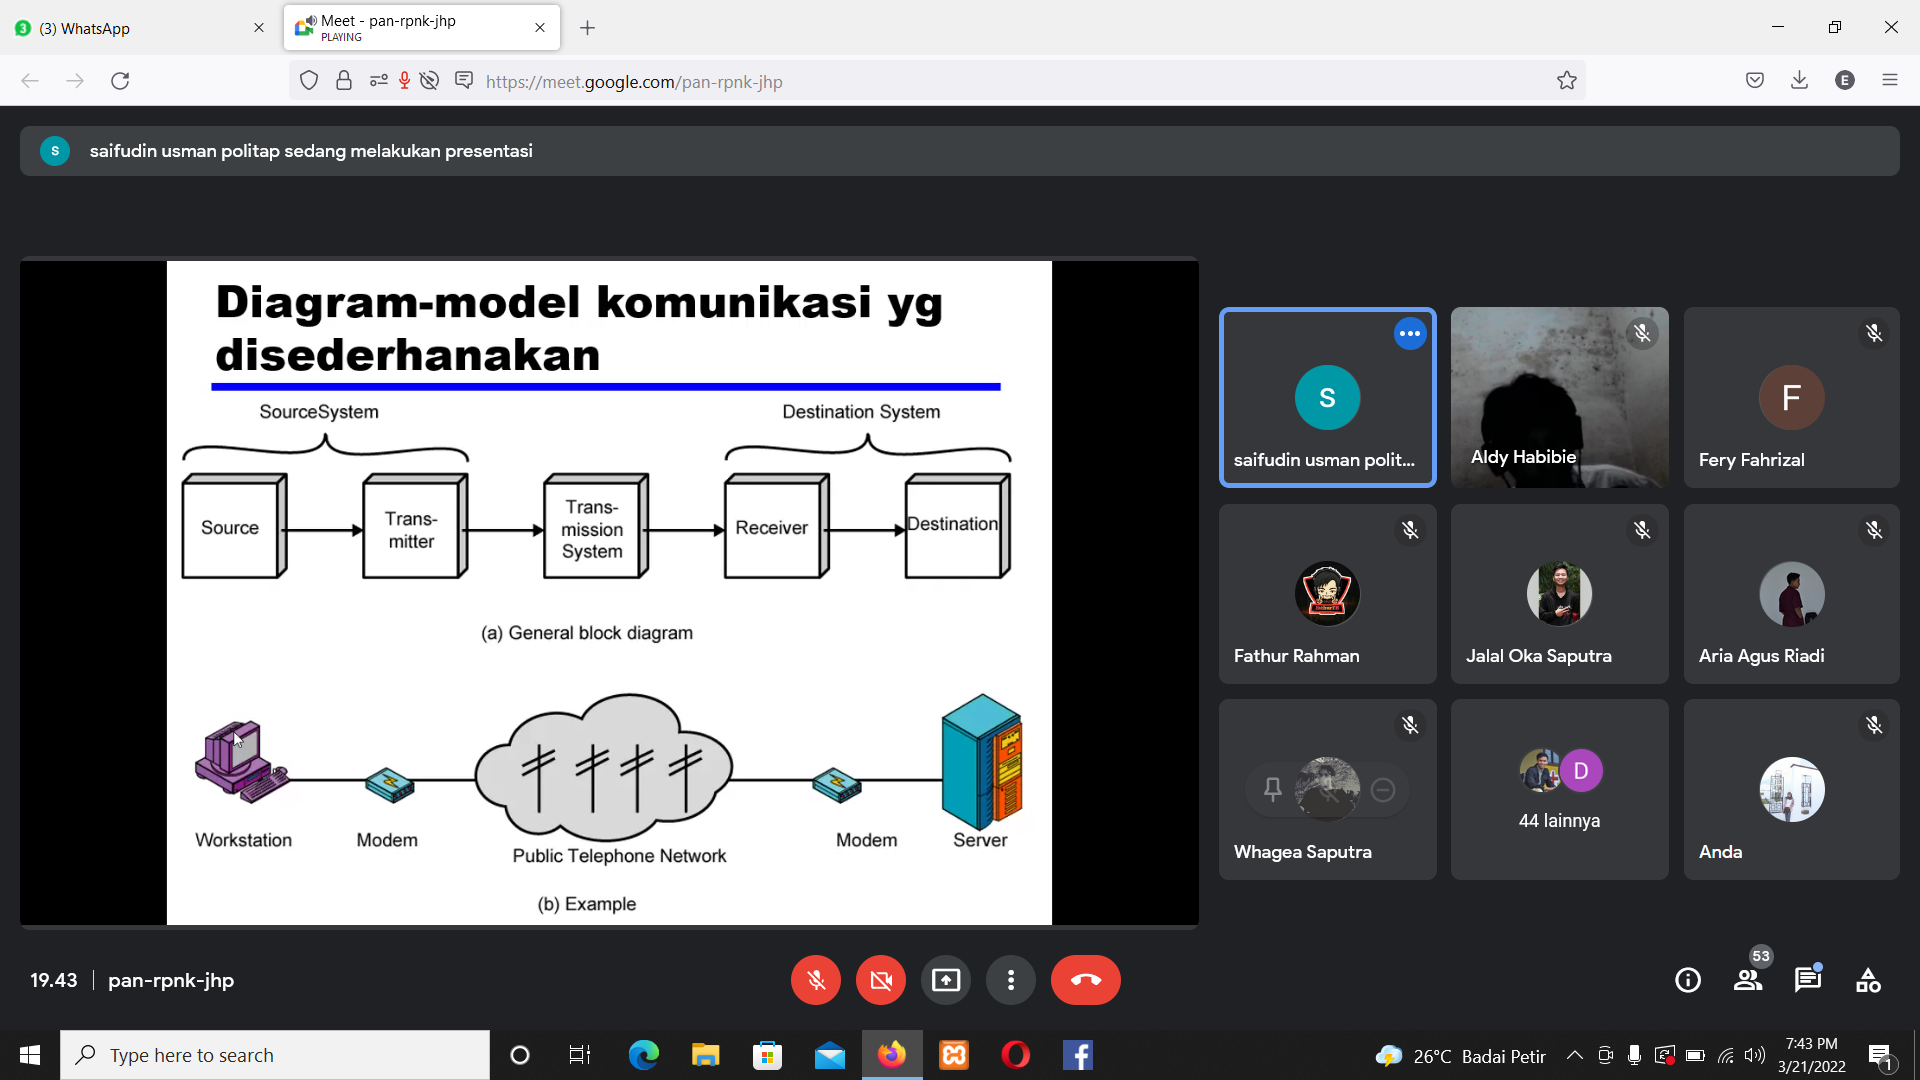 3
(3) WhatsApp
Meet - pan-rpnk-jhp
PLAYING
https://meet.google.com/pan-rpnk-jhp
E
S
saifudin usman politap sedang melakukan presentasi
Diagram-model komunikasi yg
disederhanakan
SourceSystem
Destination System
Source
Trans-
mitter
Trans-
mission
System
Receiver
Destination
(a) General block diagram
Workstation
Modem
Public Telephone Network
Modem
Server
(b) Example
S
saifudin usman polit...
Aldy Habibie
F
Fery Fahrizal
Fathur Rahman
Jalal Oka Saputra
Aria Agus Riadi
Whagea Saputra
D
44 lainnya
Anda
19.43
pan-rpnk-jhp
53
Type here to search
26°C Badai Petir
7:43 PM
3/21/2022
1